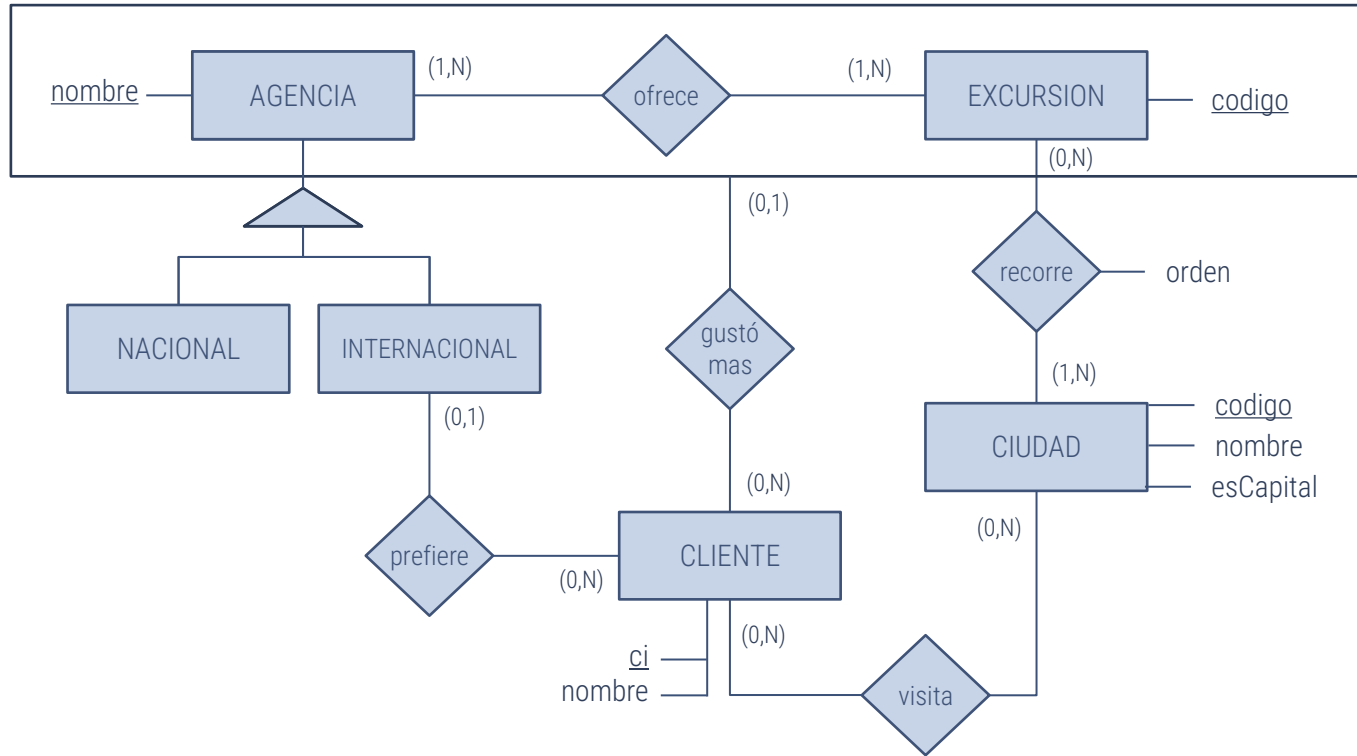 (1,N)
(1,N)
nombre
AGENCIA
ofrece
EXCURSION
codigo
(0,N)
(0,1)
recorre
orden
NACIONAL
INTERNACIONAL
gustó
mas
(0,1)
(1,N)
codigo
CIUDAD
nombre
esCapital
(0,N)
(0,N)
prefiere
CLIENTE
(0,N)
(0,N)
ci
nombre
visita